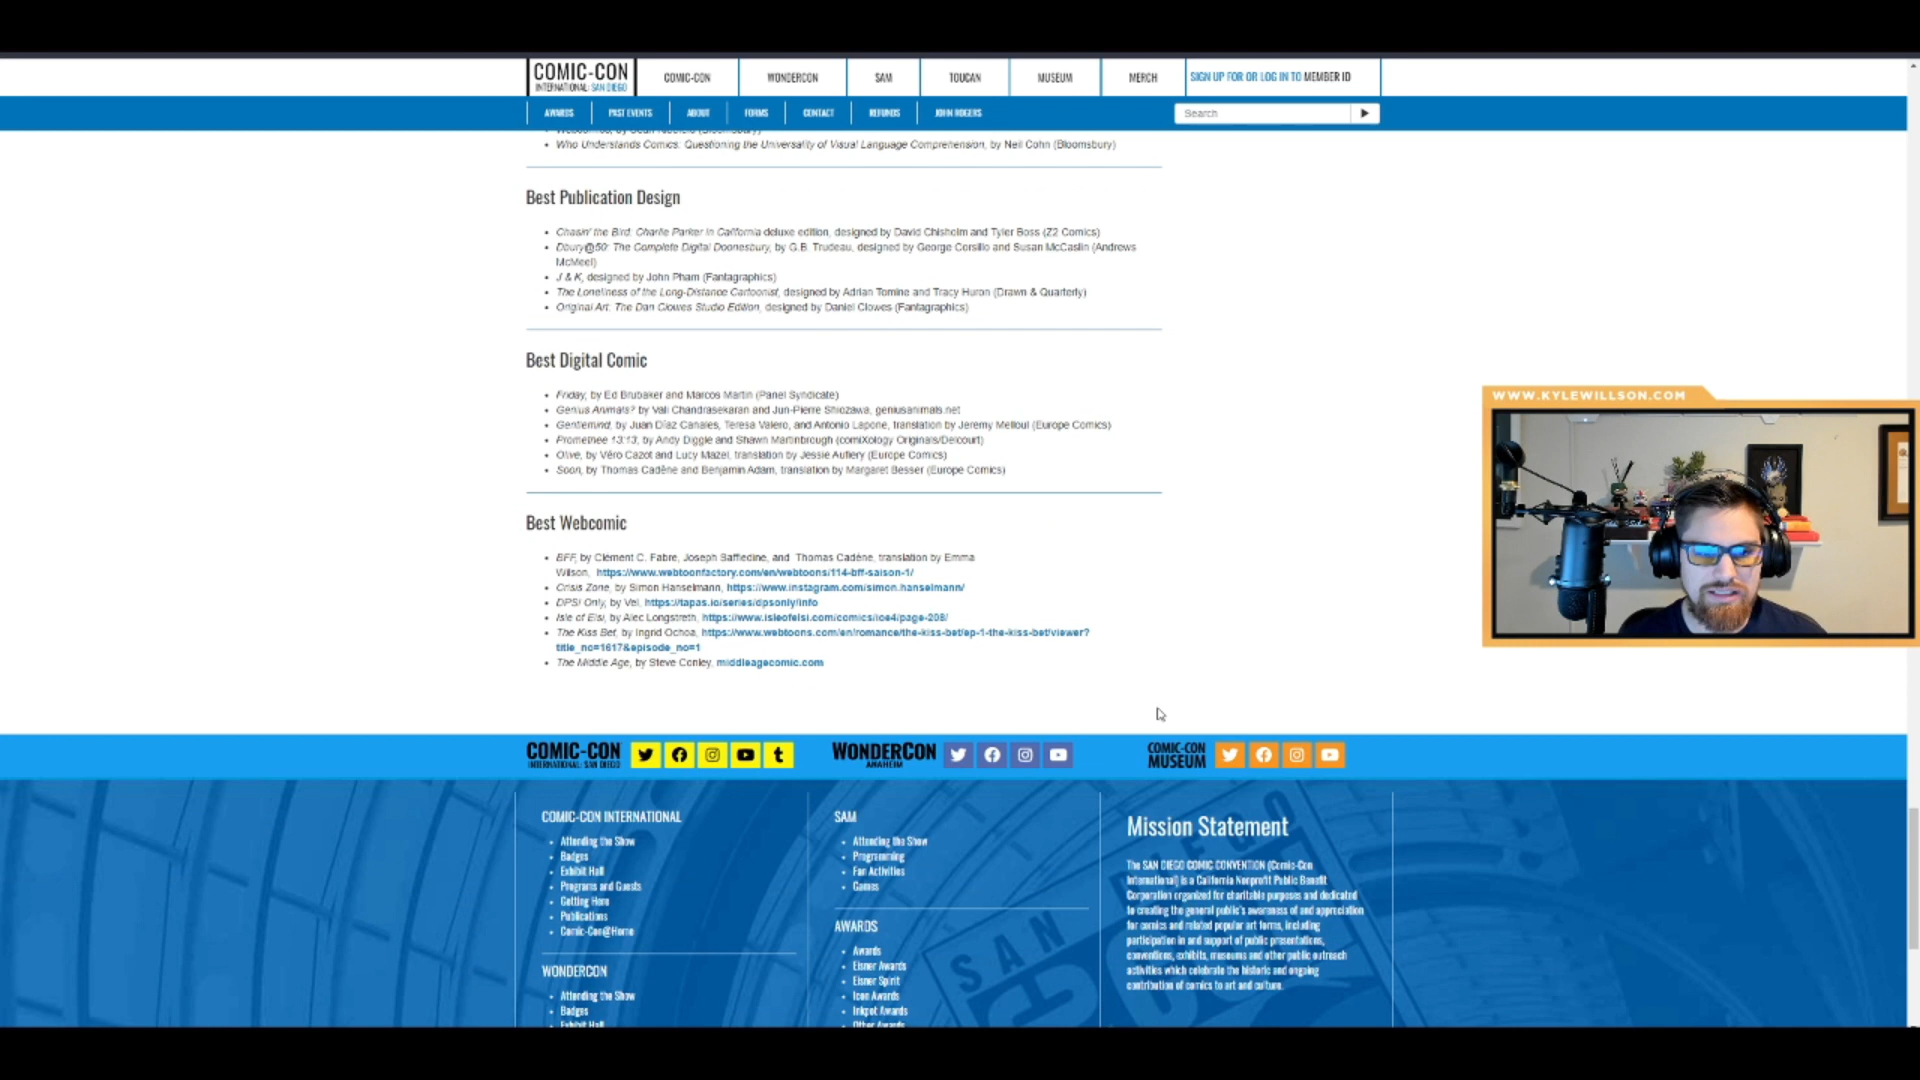 COMIC-CON
INTERNATIONAL: SAN DIEGO
COMIC-CON
WONDERCON
SAM
TOUCAN
MUSEUM
MERCH
SIGN UP FOR OR LOG IN TO MEMBER ID
AWARDS
PAST EVENTS
ABOUT
FORMS
CONTACT
REFUNDS
JOHN ROGERS
Search
Webcomics, by Sean Kleefeld (Bloomsbury)
Who Understands Comics: Questioning the Universality of Visual Language Comprehension, by Neil Cohn (Bloomsbury)
Best Publication Design
Chasin' the Bird: Charlie Parker in California deluxe edition, designed by David Chisholm and Tyler Boss (Z2 Comics)
Dbury@50: The Complete Digital Doonesbury, by G.B. Trudeau, designed by George Corsillo and Susan McCaslin (Andrews
McMeel)
J & K, designed by John Pham (Fantagraphics)
The Loneliness of the Long-Distance Cartoonist, designed by Adrian Tomine and Tracy Huron (Drawn & Quarterly)
Original Art: The Dan Clowes Studio Edition, designed by Daniel Clowes (Fantagraphics)
Best Digital Comic
Friday, by Ed Brubaker and Marcos Martin (Panel Syndicate)
Genius Animals? by Vali Chandrasekaran and Jun-Pierre Shiozawa, geniusanimals.net
Gentlemind, by Juan Díaz Canales, Teresa Valero, and Antonio Lapone, translation by Jeremy Melloul (Europe Comics)
Promethee 13:13, by Andy Diggle and Shawn Martinbrough (comiXology Originals/Delcourt)
Olive, by Véro Cazot and Lucy Mazel, translation by Jessie Aufiery (Europe Comics)
Soon, by Thomas Cadène and Benjamin Adam, translation by Margaret Besser (Europe Comics)
Best Webcomic
BFF, by Clément C. Fabre, Joseph Saffiedine, and Thomas Cadène, translation by Emma
Wilson, https://www.webtoonfactory.com/en/webtoons/114-bff-saison-1/
Crisis Zone, by Simon Hanselmann, https://www.instagram.com/simon.hanselmann/
DPS! Only, by Vel, https://tapas.io/series/dpsonly/info
Isle of Elsi, by Alec Longstreth, https://www.isleofelsi.com/comics/ioe4/page-208/
The Kiss Bet, by Ingrid Ochoa, https://www.webtoons.com/en/romance/the-kiss-bet/ep-1-the-kiss-bet/viewer?
title_no=1617&episode_no=1
The Middle Age, by Steve Conley, middleagecomic.com
WWW.KYLEWILLSON.COM
COMIC-CON
INTERNATIONAL: SAN DIEGO
WONDERCON
ANAHEIM
COMIC-CON
MUSEUM
COMIC-CON INTERNATIONAL
Attending the Show
Badges
Exhibit Hall
Programs and Guests
Getting Here
Publications
Comic-Con@Home
WONDERCON
Attending the Show
Badges
Exhibit Hall
SAM
Attending the Show
Programming
Fan Activities
Games
AWARDS
Awards
Eisner Awards
Eisner Spirit
Icon Awards
Inkpot Awards
Other Awards
Mission Statement
The SAN DIEGO COMIC CONVENTION (Comic-Con
International) is a California Nonprofit Public Benefit
Corporation organized for charitable purposes and dedicated
to creating the general public's awareness of and appreciation
for comics and related popular art forms, including
participation in and support of public presentations,
conventions, exhibits, museums and other public outreach
activities which celebrate the historic and ongoing
contribution of comics to art and culture.
SAN DIEGO